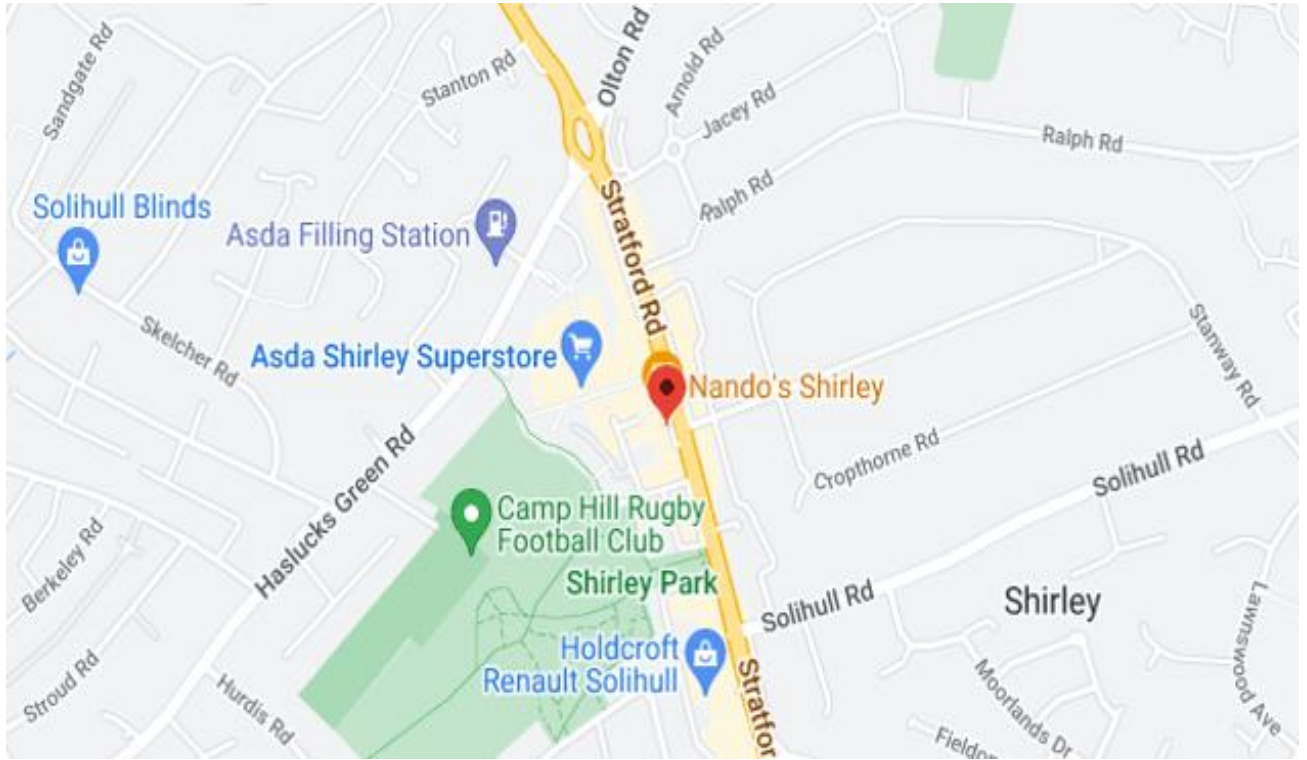 Sandgate Rd
Stanton Rd
Olton Rd
Arnold Rd
Jacey Rd
Ralph Rd
Solihull Blinds
Asda Filling Station
Ralph Rd
Stratford Rd
Skelcher Rd
Asda Shirley Superstore
Nando's Shirley
Stanway Rd
Cropthorne Rd
Solihull Rd
Haslucks Green Rd
Camp Hill Rugby
Football Club
Berkeley Rd
Shirley Park
Solihull Rd
Shirley
Lawnswood Ave
Holdcroft
Renault Solihull
Stroud Rd
Hurdis Rd
Stratfor
Moorlands Dr
Fieldon